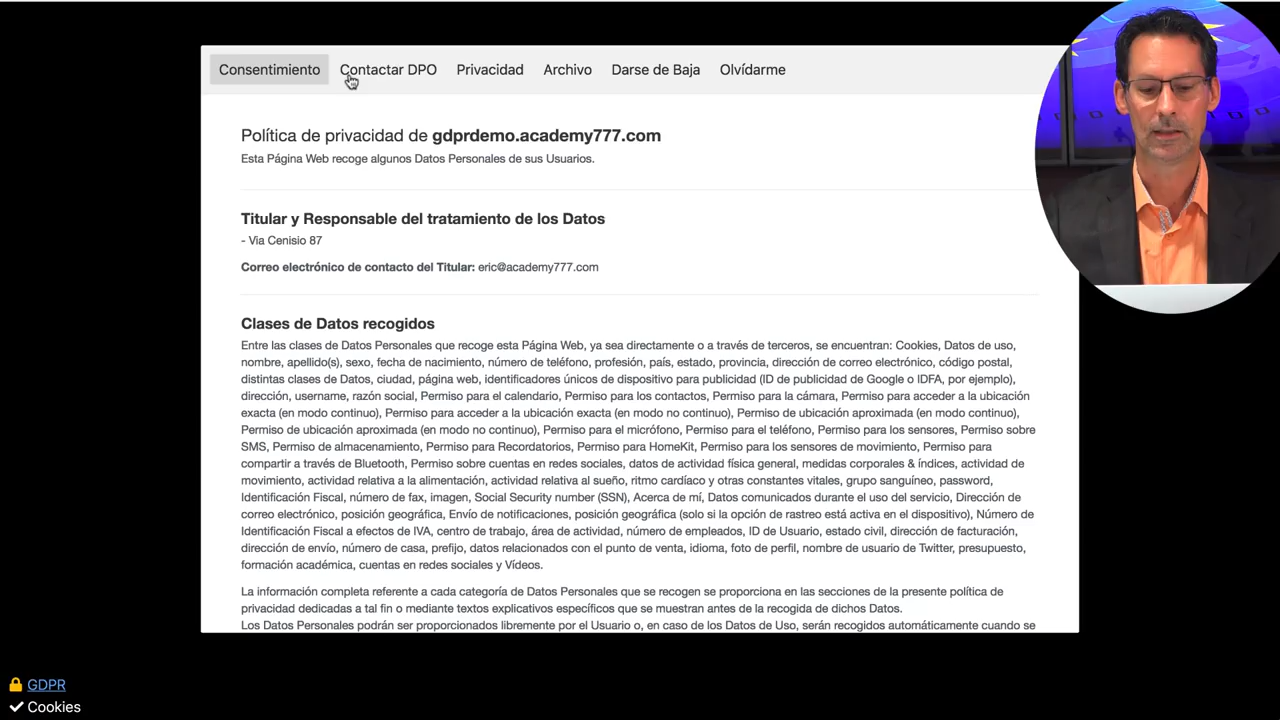 Consentimiento Contactar DPO Privacidad Archivo Darse de Baja Olvídarme
Política de privacidad de gdprdemo.academy777.com
Esta Página Web recoge algunos Datos Personales de sus Usuarios.
Titular y Responsable del tratamiento de los Datos
- Via Cenisio 87
Correo electrónico de contacto del Titular: eric@academy777.com
Clases de Datos recogidos
Entre las clases de Datos Personales que recoge esta Página Web, ya sea directamente o a través de terceros, se encuentran: Cookies, Datos de uso,
nombre, apellido(s), sexo, fecha de nacimiento, número de teléfono, profesión, país, estado, provincia, dirección de correo electrónico, código postal,
distintas clases de Datos, ciudad, página web, identificadores únicos de dispositivo para publicidad (ID de publicidad de Google o IDFA, por ejemplo),
dirección, username, razón social, Permiso para el calendario, Permiso para los contactos, Permiso para la cámara, Permiso para acceder a la ubicación
exacta (en modo continuo), Permiso para acceder a la ubicación exacta (en modo no continuo), Permiso de ubicación aproximada (en modo continuo),
Permiso de ubicación aproximada (en modo no continuo), Permiso para el micrófono, Permiso para el teléfono, Permiso para los sensores, Permiso sobre
SMS, Permiso de almacenamiento, Permiso para Recordatorios, Permiso para HomeKit, Permiso para los sensores de movimiento, Permiso para
compartir a través de Bluetooth, Permiso sobre cuentas en redes sociales, datos de actividad física general, medidas corporales & índices, actividad de
movimiento, actividad relativa a la alimentación, actividad relativa al sueño, ritmo cardíaco y otras constantes vitales, grupo sanguíneo, password,
Identificación Fiscal, número de fax, imagen, Social Security number (SSN), Acerca de mí, Datos comunicados durante el uso del servicio, Dirección de
correo electrónico, posición geográfica, Envío de notificaciones, posición geográfica (solo si la opción de rastreo está activa en el dispositivo), Número de
Identificación Fiscal a efectos de IVA, centro de trabajo, área de actividad, número de empleados, ID de Usuario, estado civil, dirección de facturación,
dirección de envío, número de casa, prefijo, datos relacionados con el punto de venta, idioma, foto de perfil, nombre de usuario de Twitter, presupuesto,
formación académica, cuentas en redes sociales y Vídeos.
La información completa referente a cada categoría de Datos Personales que se recogen se proporciona en las secciones de la presente política de
privacidad dedicadas a tal fin o mediante textos explicativos específicos que se muestran antes de la recogida de dichos Datos.
Los Datos Personales podrán ser proporcionados libremente por el Usuario o, en caso de los Datos de Uso, serán recogidos automáticamente cuando se
GDPR
Cookies